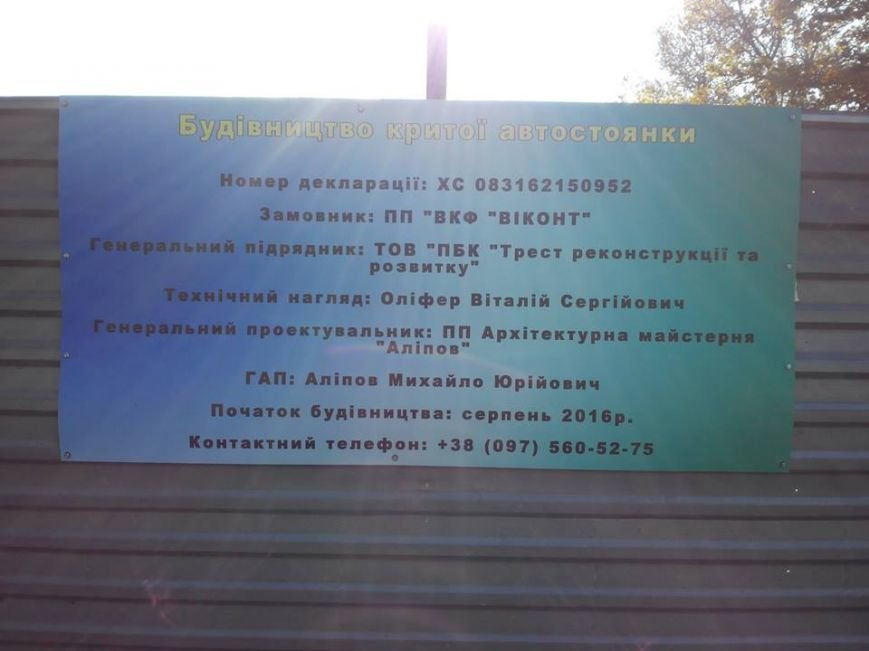 Будівництво критої автостоянки
Номер декларації: ХС 083162150952
Замовник: ПП "ВКФ "ВІКОНТ"
Генеральний підрядник: ТОВ "ПБК "Трест реконструкції та
розвитку"
Технічний нагляд: Оліфер Віталій Сергійович
Генеральний проектувальник: ПП Архітектурна майстерня
"Аліпов"
ГАП: Аліпов Михайло Юрійович
Початок будівництва: серпень 2016р.
Контактний телефон: +38 (097) 560-52-75